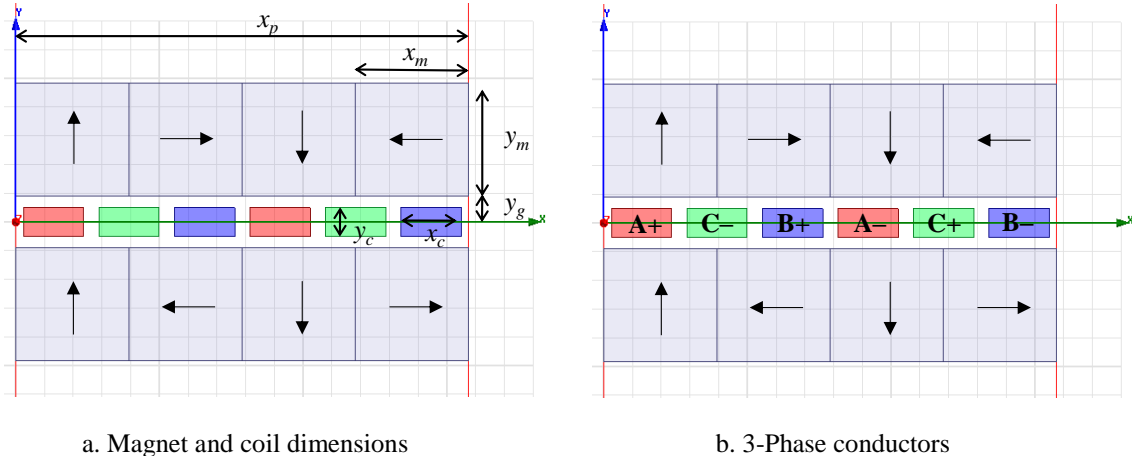 Y
x_p
x_m
y_m
y_g
y_c
x_c
Z
X
Y
A+ C− B+ A− C+ B−
Z
X
a. Magnet and coil dimensions
b. 3-Phase conductors